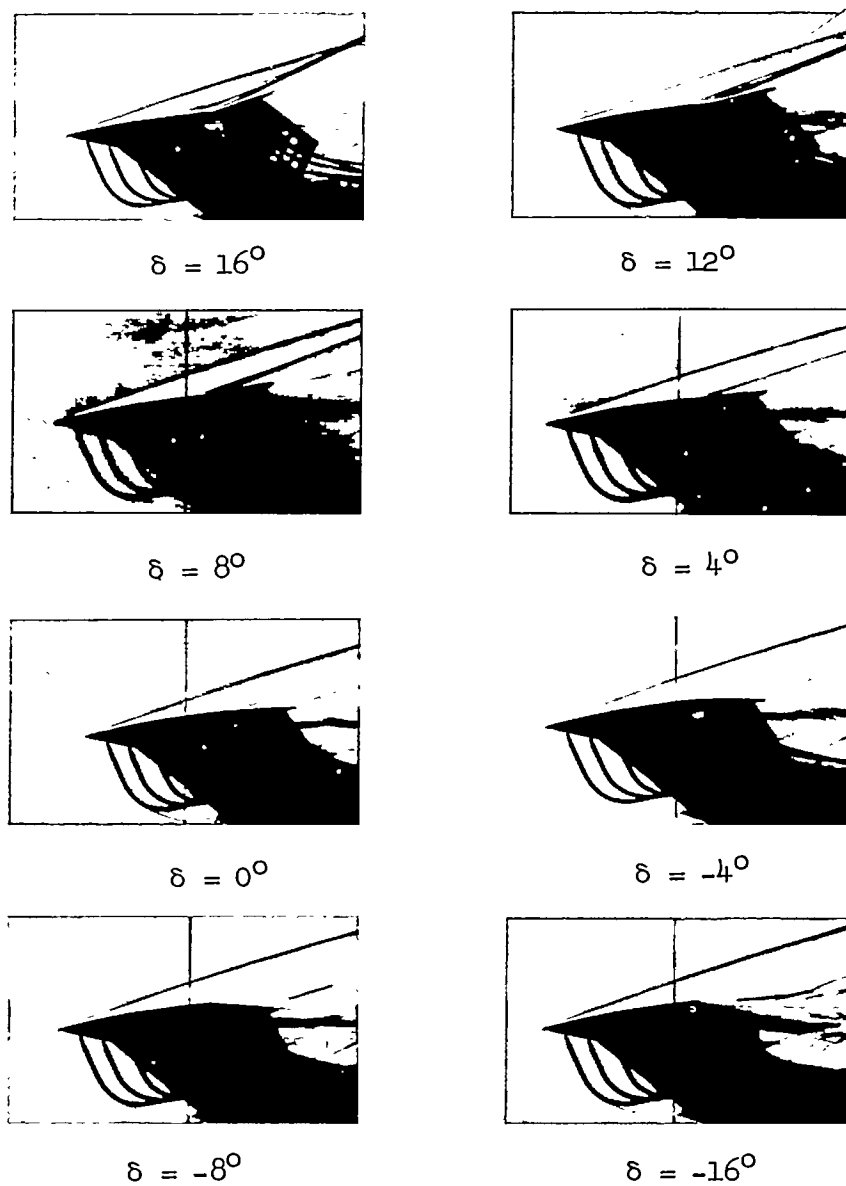 δ = 16°
δ = 12°
δ = 8°
δ = 4°
δ = 0°
δ = -4°
δ = -8°
δ = -16°